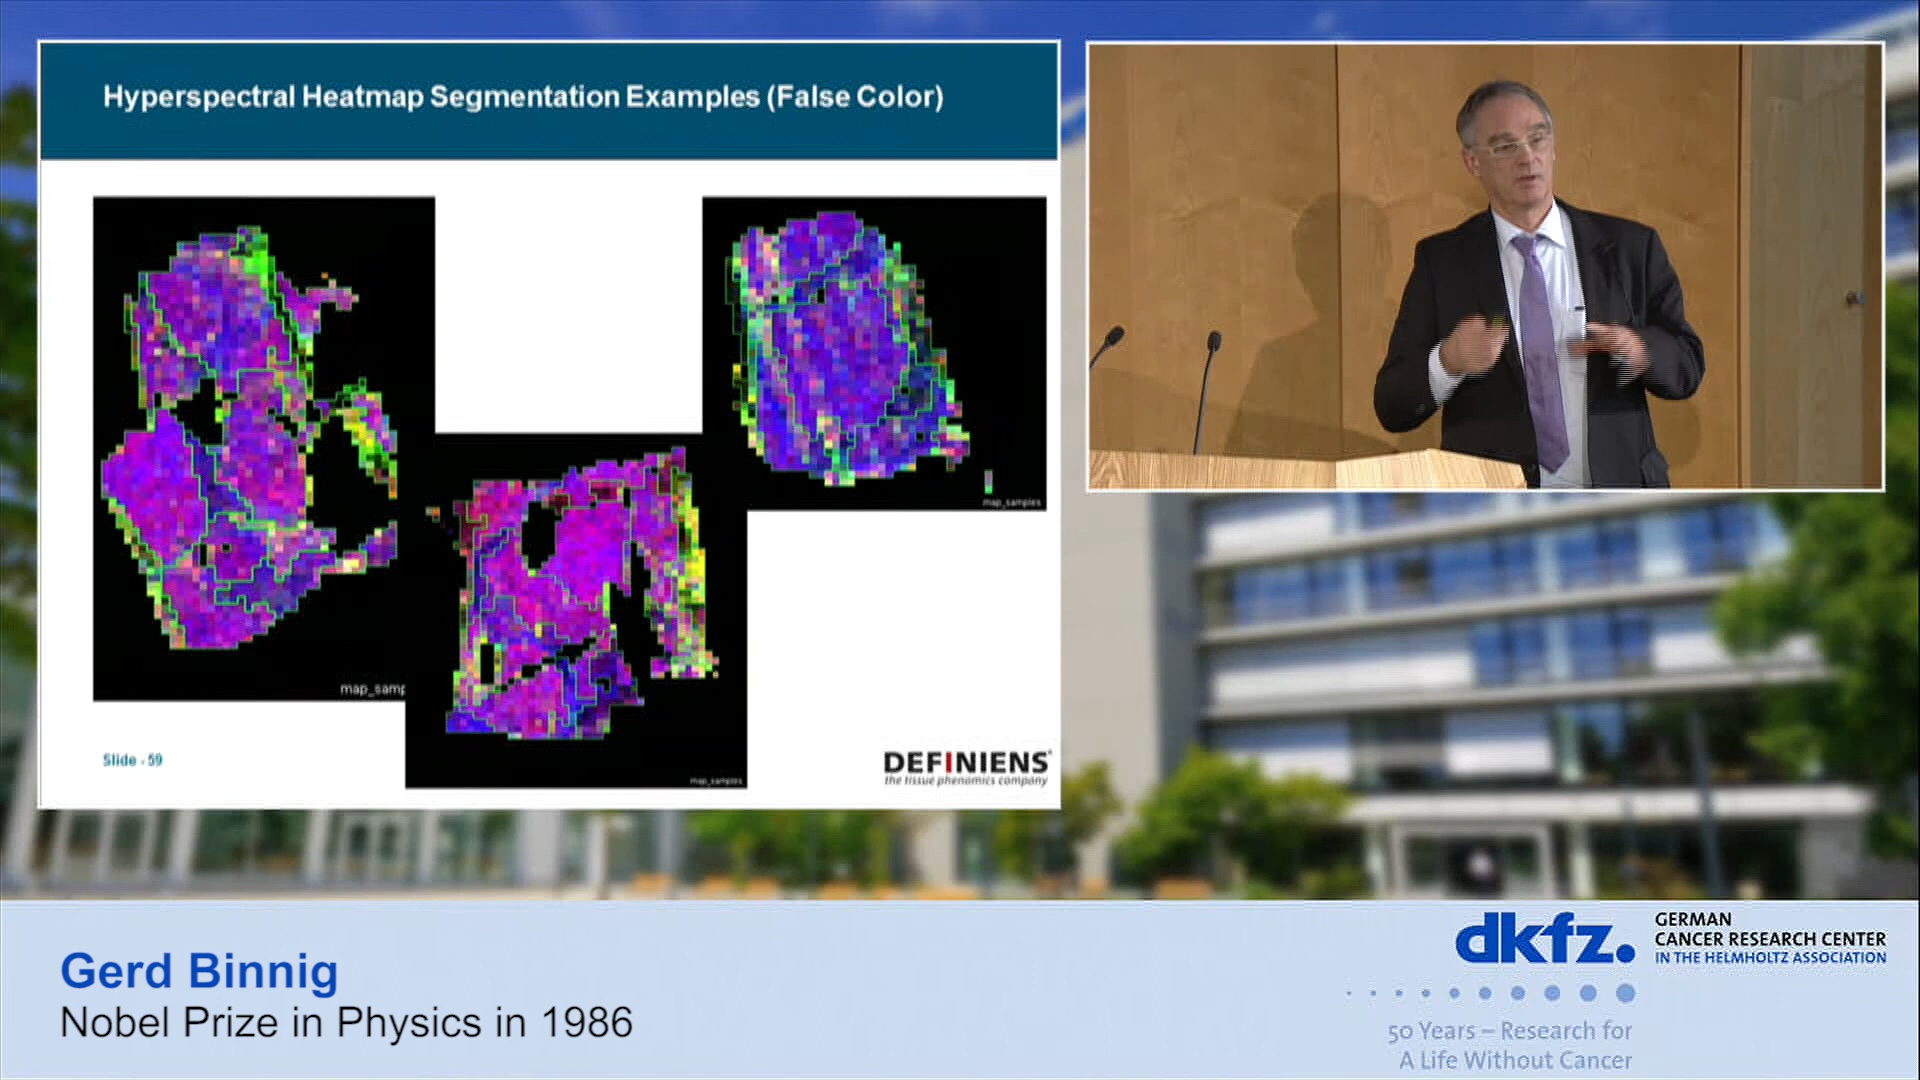 Hyperspectral Heatmap Segmentation Examples (False Color)
map_samp
map_samples
map_samples
Slide - 59
DEFINIENS
the tissue phenomics company
Gerd Binnig
Nobel Prize in Physics in 1986
dkfz.
GERMAN
CANCER RESEARCH CENTER
IN THE HELMHOLTZ ASSOCIATION
50 Years – Research for
A Life Without Cancer